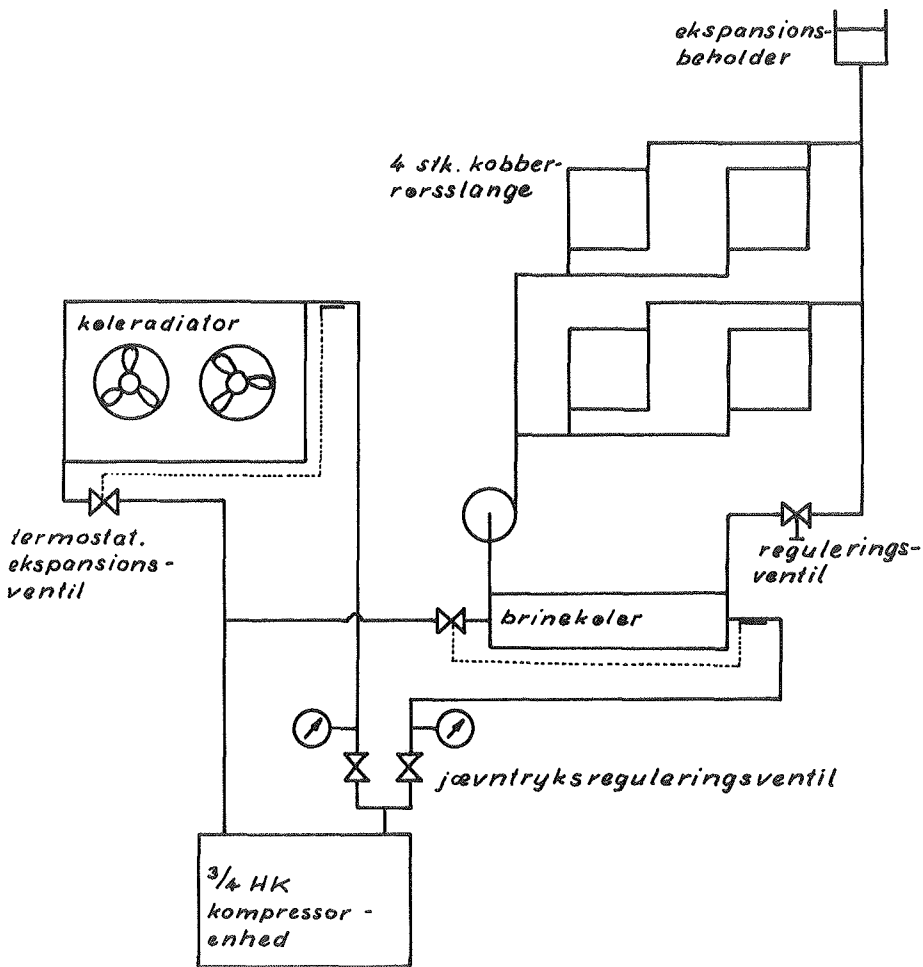 ekspansions-
beholder
4 stk. kobber-
rørsslange
køleradiator
termostat.
ekspansions-
ventil
regulerings-
ventil
brinekøler
jævntryksreguleringsventil
3/4 HK
kompressor-
enhed